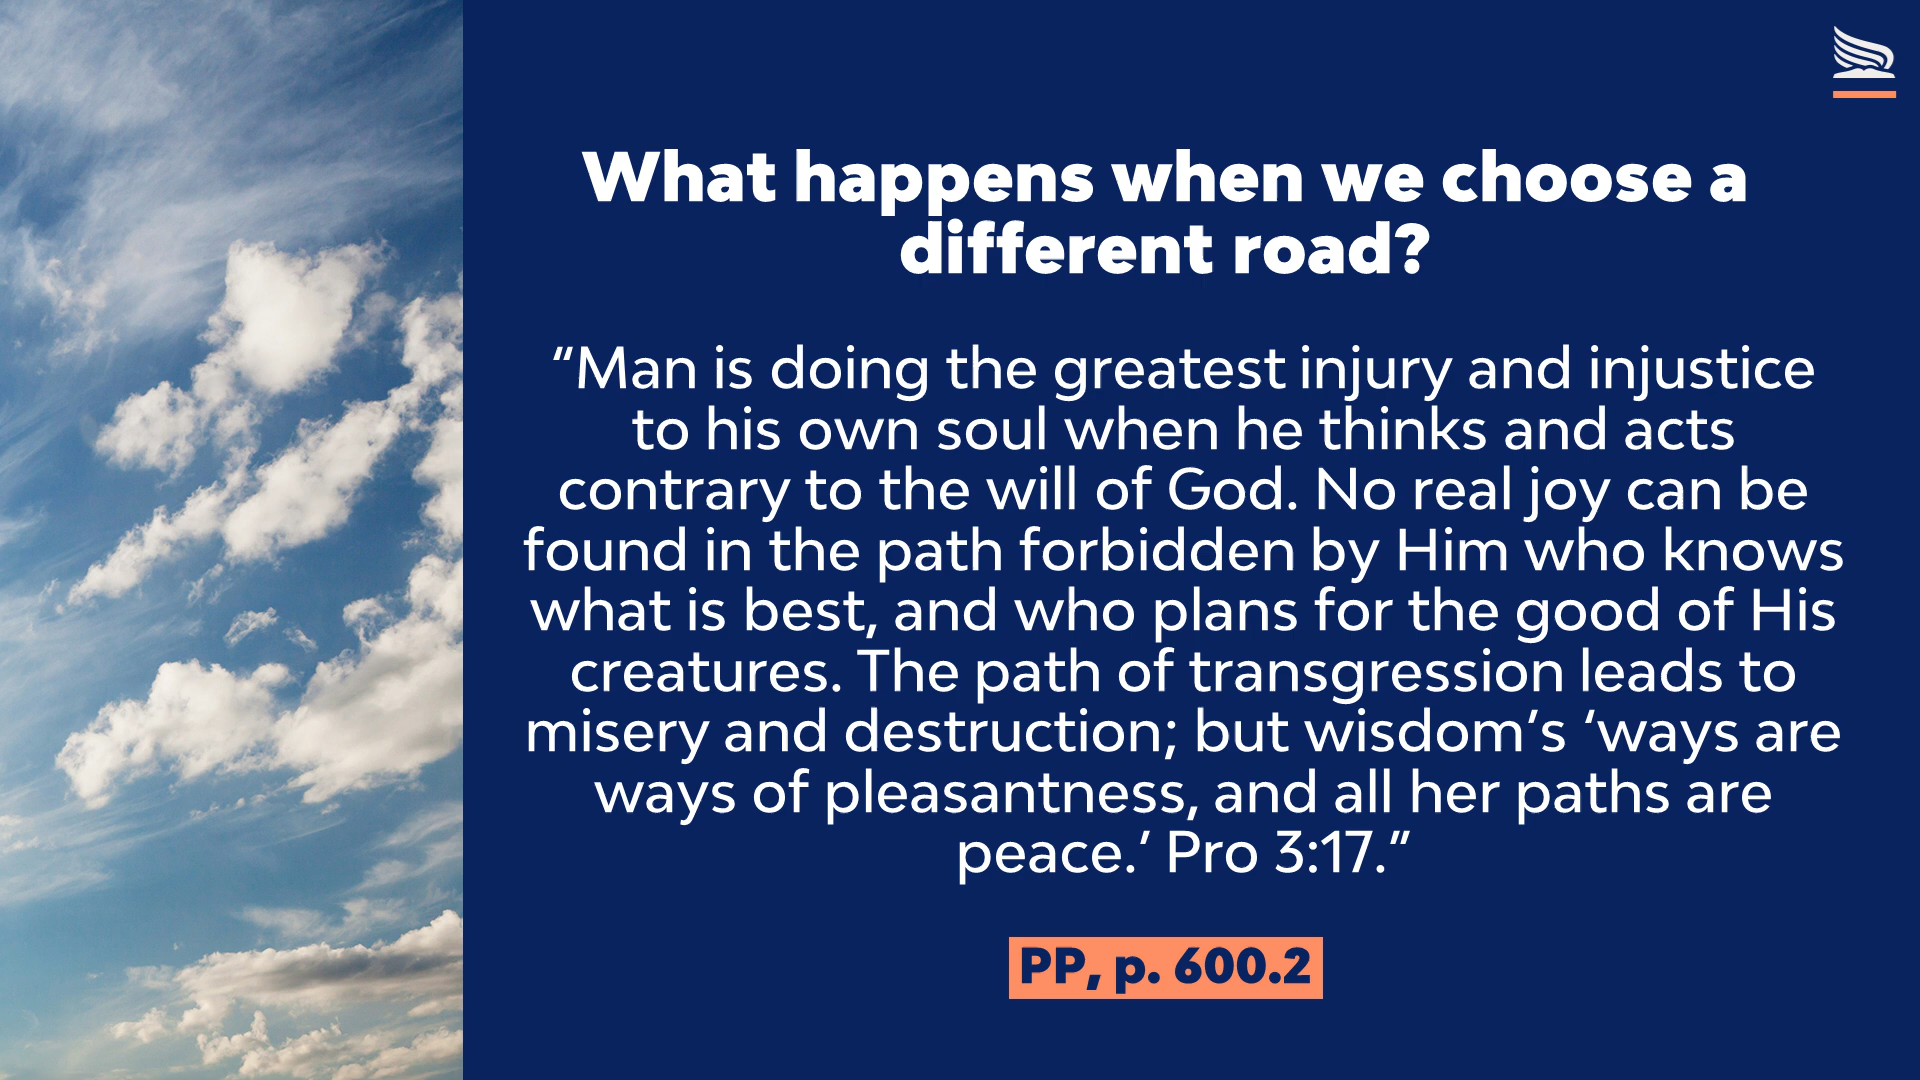 What happens when we choose a
different road?
“Man is doing the greatest injury and injustice
to his own soul when he thinks and acts
contrary to the will of God. No real joy can be
found in the path forbidden by Him who knows
what is best, and who plans for the good of His
creatures. The path of transgression leads to
misery and destruction; but wisdom’s ‘ways are
ways of pleasantness, and all her paths are
peace.’ Pro 3:17.”
PP, p. 600.2